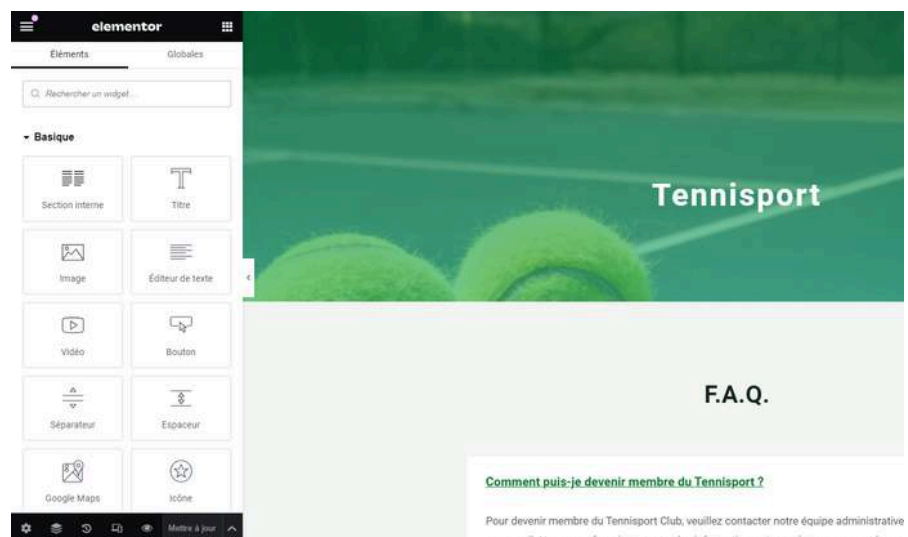 elementor
Éléments
Globales
Rechercher un widget...
Basique
Section interne
Titre
Image
Éditeur de texte
Vidéo
Bouton
Séparateur
Espaceur
Google Maps
Icône
Mettre à jour
Tennisport
F.A.Q.
Comment puis-je devenir membre du Tennisport ?
Pour devenir membre du Tennisport Club, veuillez contacter notre équipe administrative